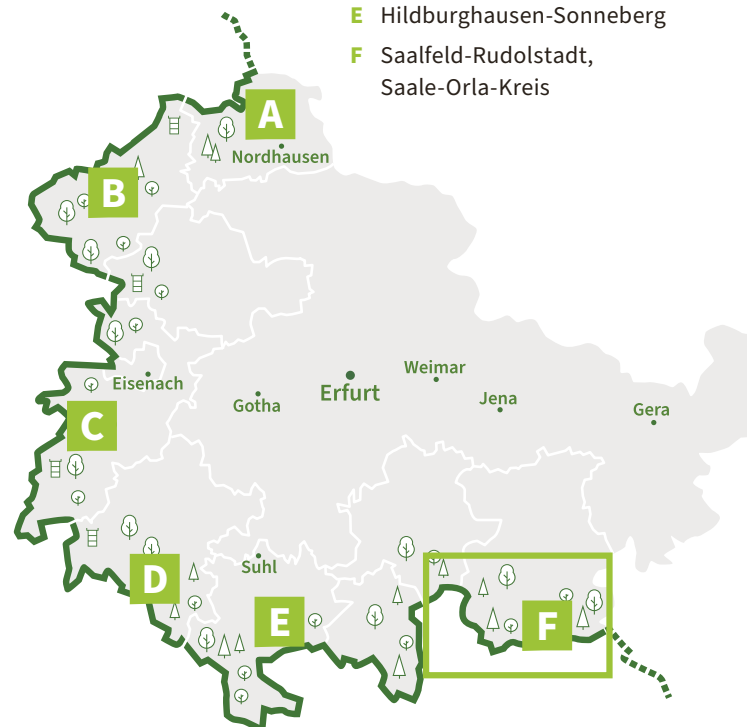 E Hildburghausen-Sonneberg
F Saalfeld-Rudolstadt,
Saale-Orla-Kreis
A
Nordhausen
B
Eisenach
Gotha
Erfurt
Weimar
Jena
Gera
C
Suhl
D
E
F